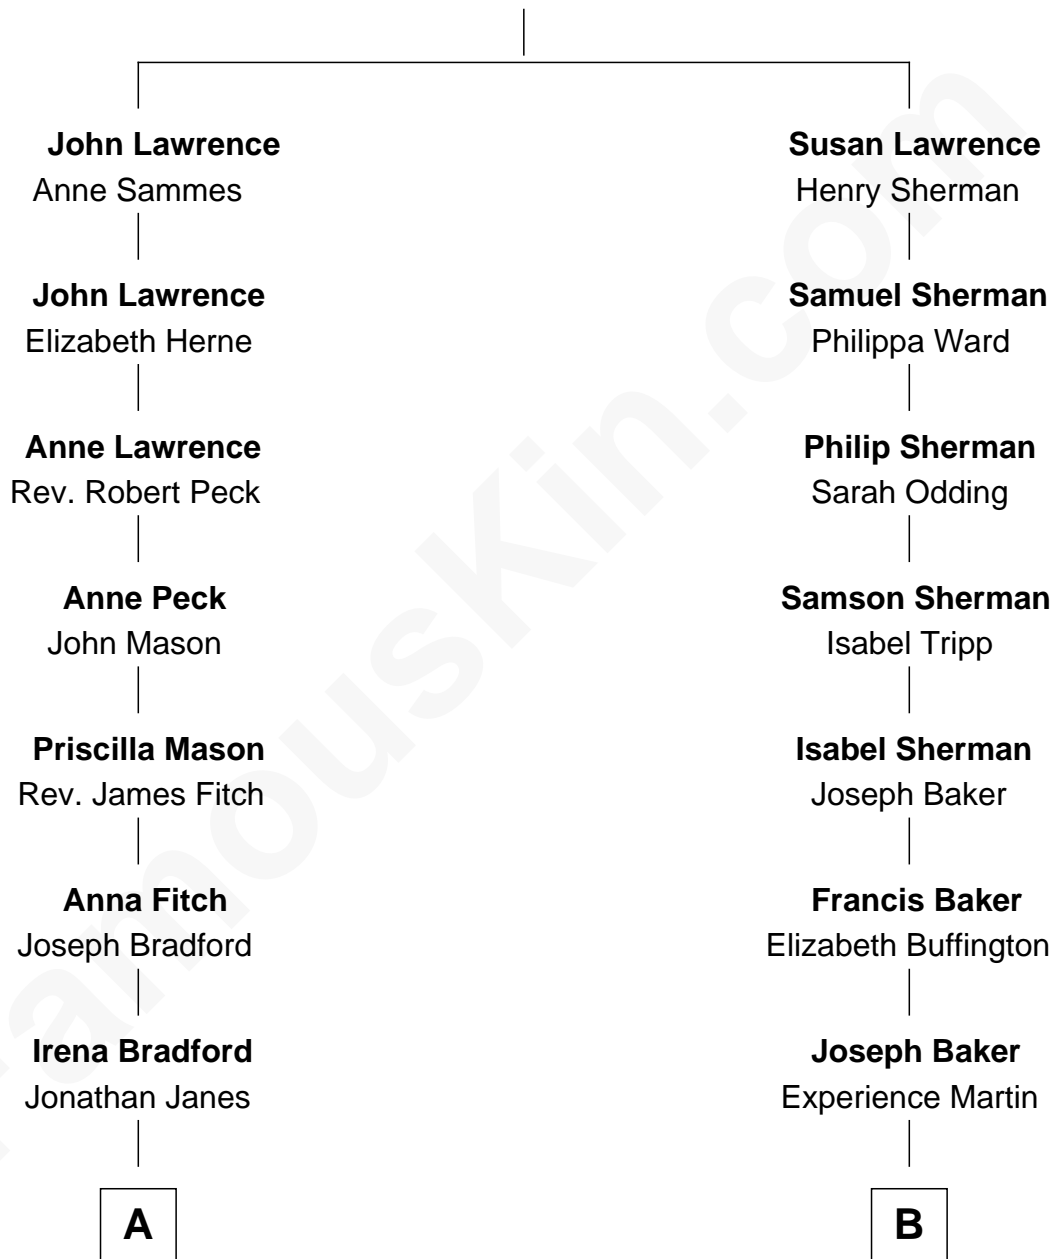 John Lawrence
Anne Sammes
John Lawrence
Elizabeth Herne
Anne Lawrence
Rev. Robert Peck
Anne Peck
John Mason
Priscilla Mason
Rev. James Fitch
Anna Fitch
Joseph Bradford
Irena Bradford
Jonathan Janes
A
Susan Lawrence
Henry Sherman
Samuel Sherman
Philippa Ward
Philip Sherman
Sarah Odding
Samson Sherman
Isabel Tripp
Isabel Sherman
Joseph Baker
Francis Baker
Elizabeth Buffington
Joseph Baker
Experience Martin
B
FamousKin.com